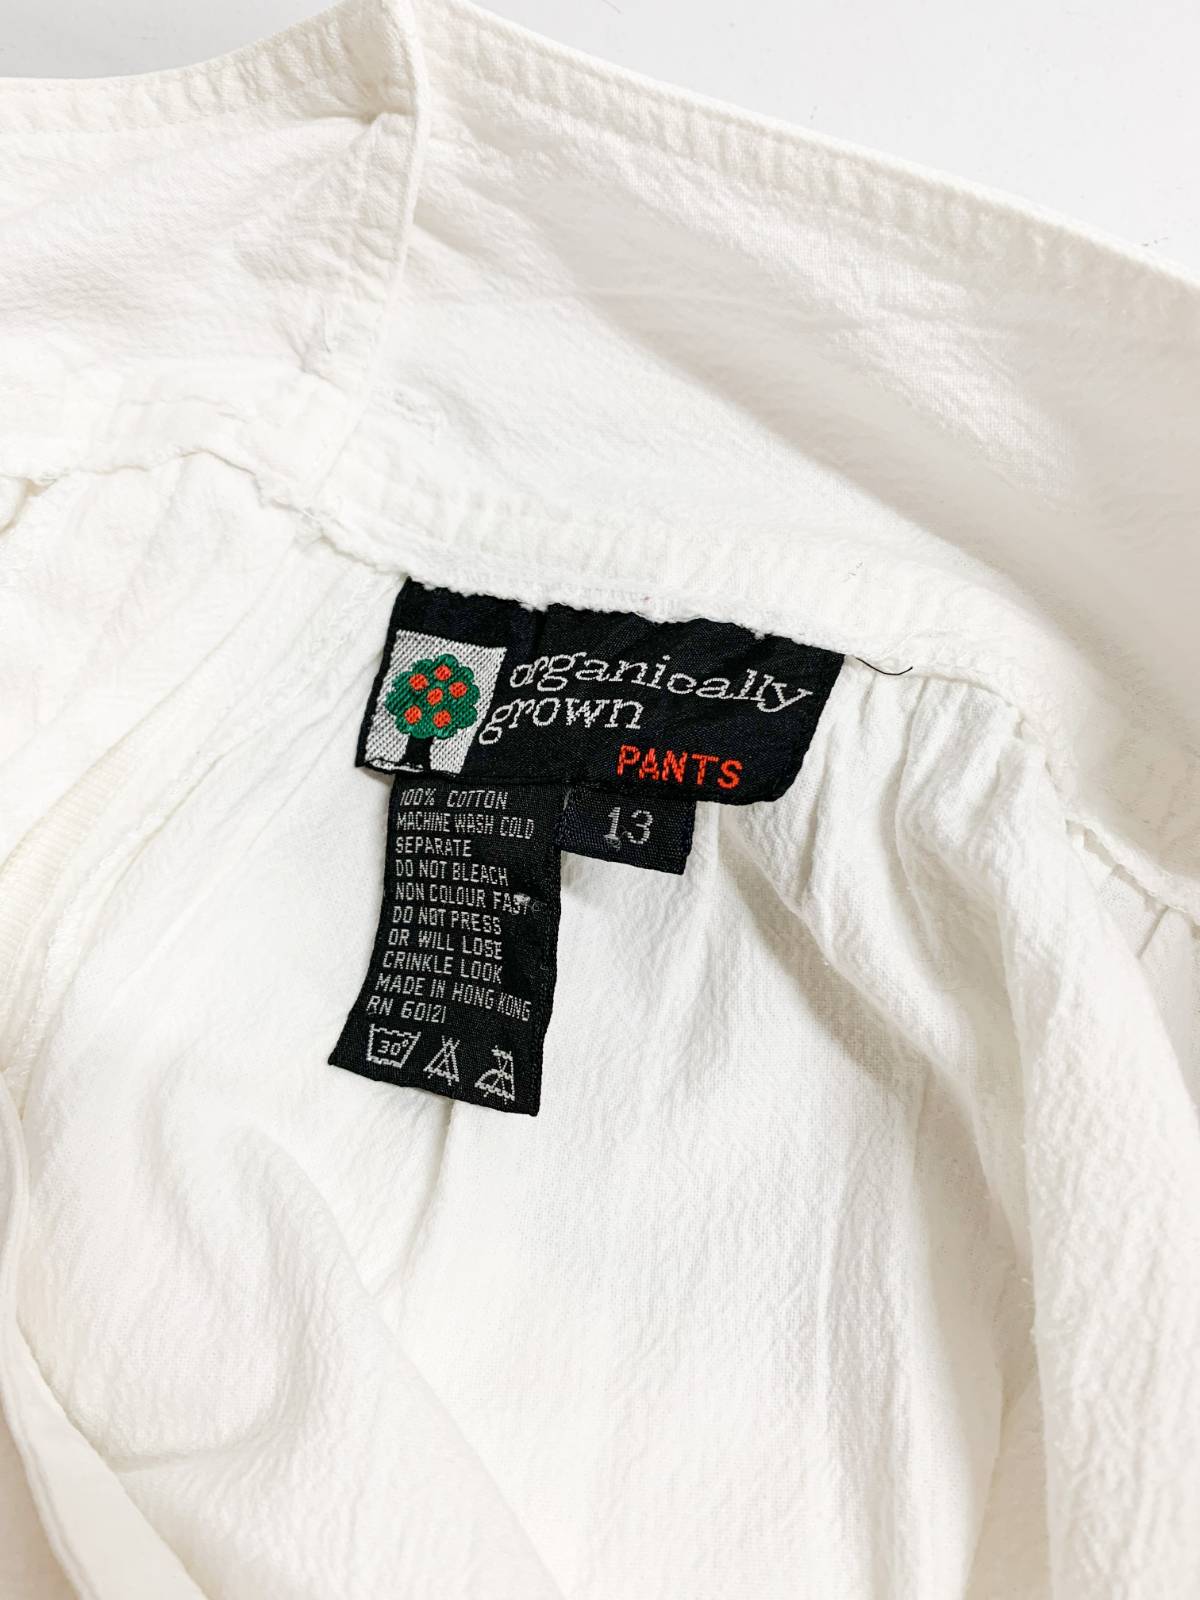 organically
grown
PANTS
13
100% COTTON
MACHINE WASH COLD
SEPARATE
DO NOT BLEACH
NON COLOUR FAST
DO NOT PRESS
OR WILL LOSE
CRINKLE LOOK
MADE IN HONG KONG
RN 60121
30°